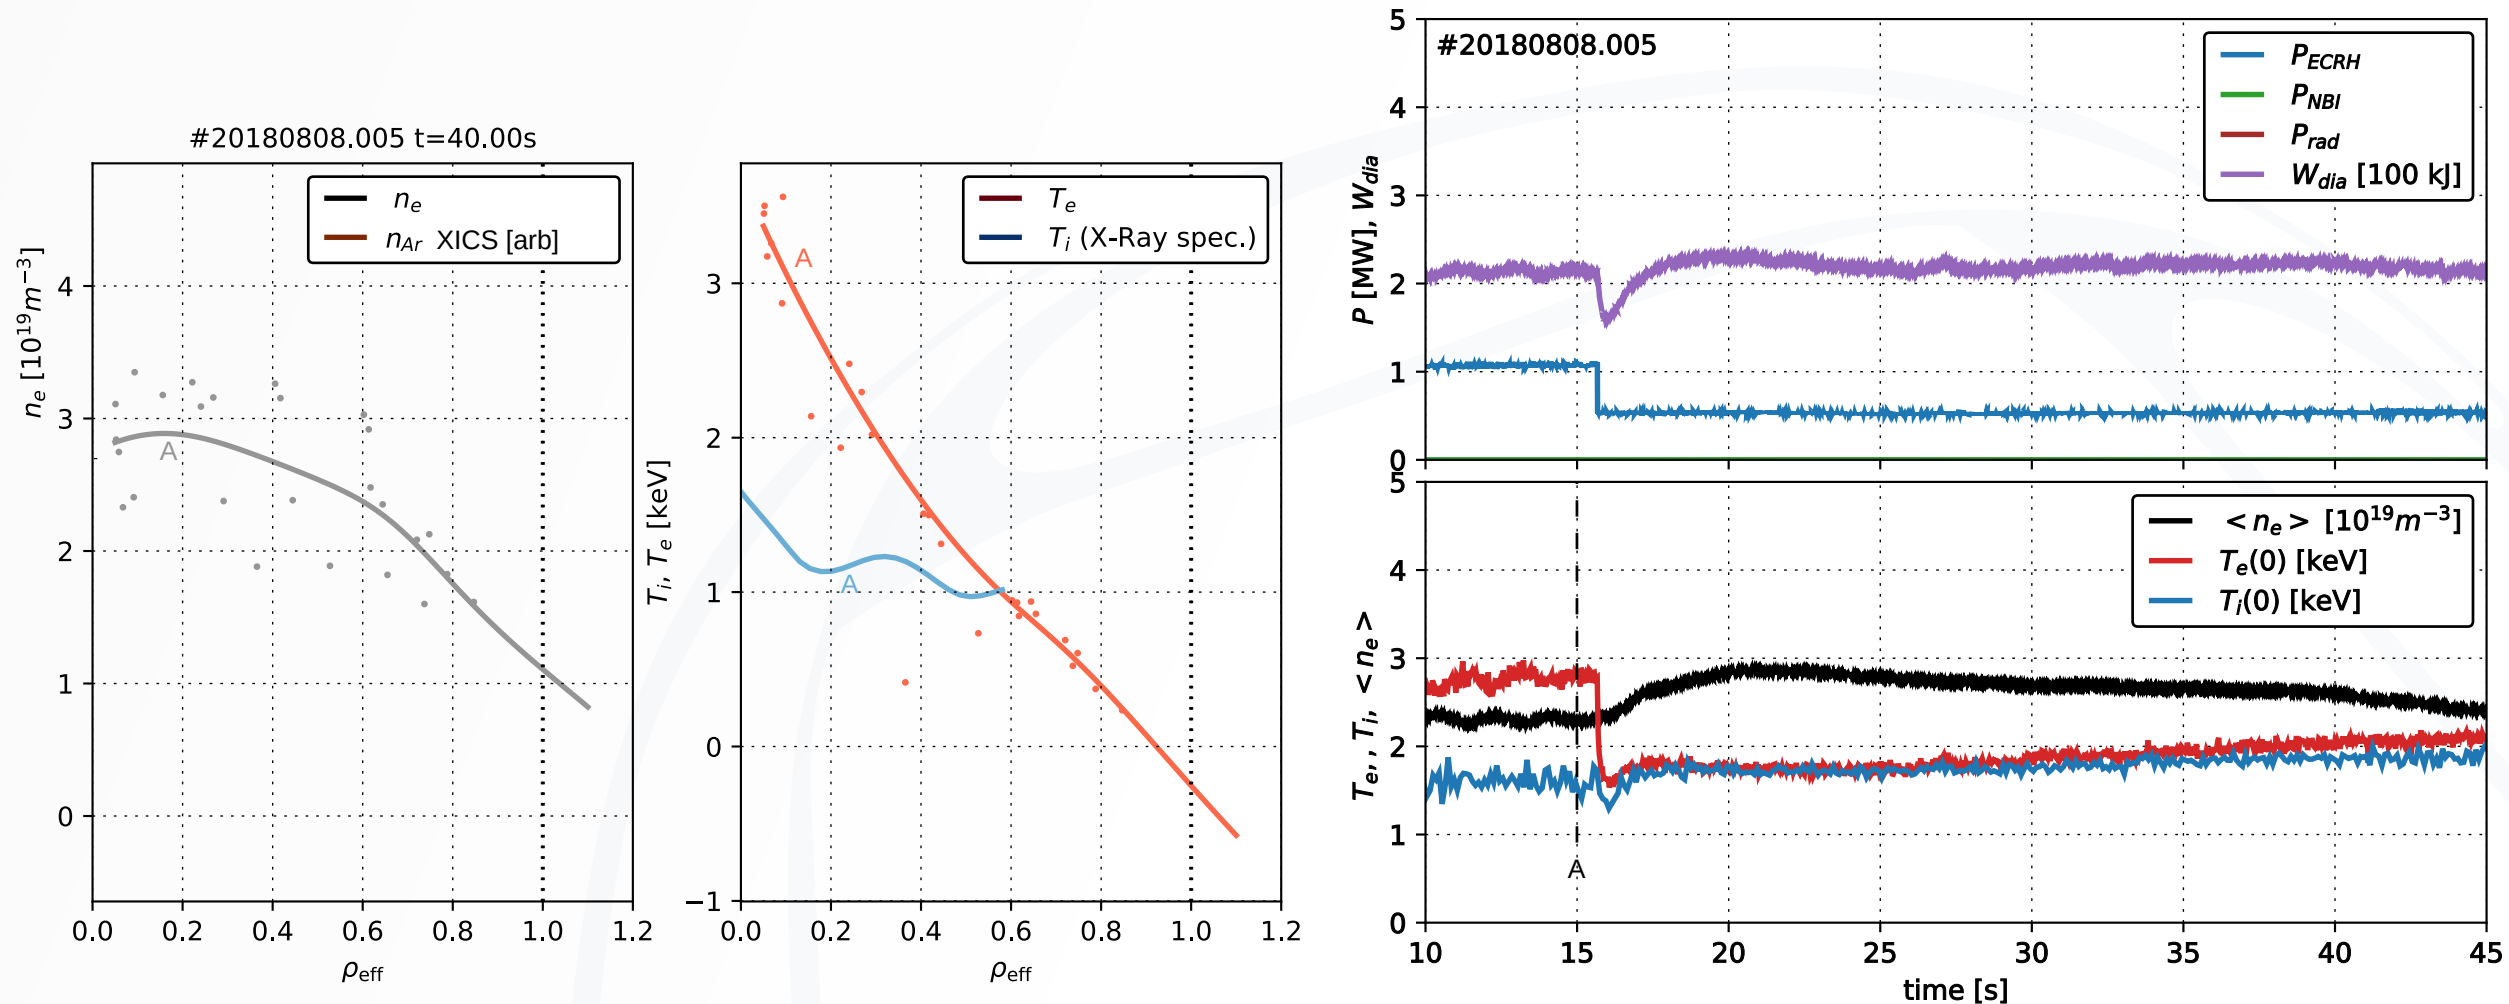 #20180808.005 t=40.00s
n_e
n_Ar XICS [arb]
n_e [10^19 m^−3]
4
3
2
1
0
A
0.0 0.2 0.4 0.6 0.8 1.0 1.2
ρ_eff
T_e
T_i (X-Ray spec.)
T_i, T_e [keV]
3
2
1
0
−1
A
A
0.0 0.2 0.4 0.6 0.8 1.0 1.2
ρ_eff
#20180808.005
P_ECRH
P_NBI
P_rad
W_dia [100 kJ]
P [MW], W_dia
5
4
3
2
1
0
<n_e> [10^19 m^−3]
T_e(0) [keV]
T_i(0) [keV]
T_e, T_i, <n_e>
5
4
3
2
1
0
A
10 15 20 25 30 35 40 45
time [s]